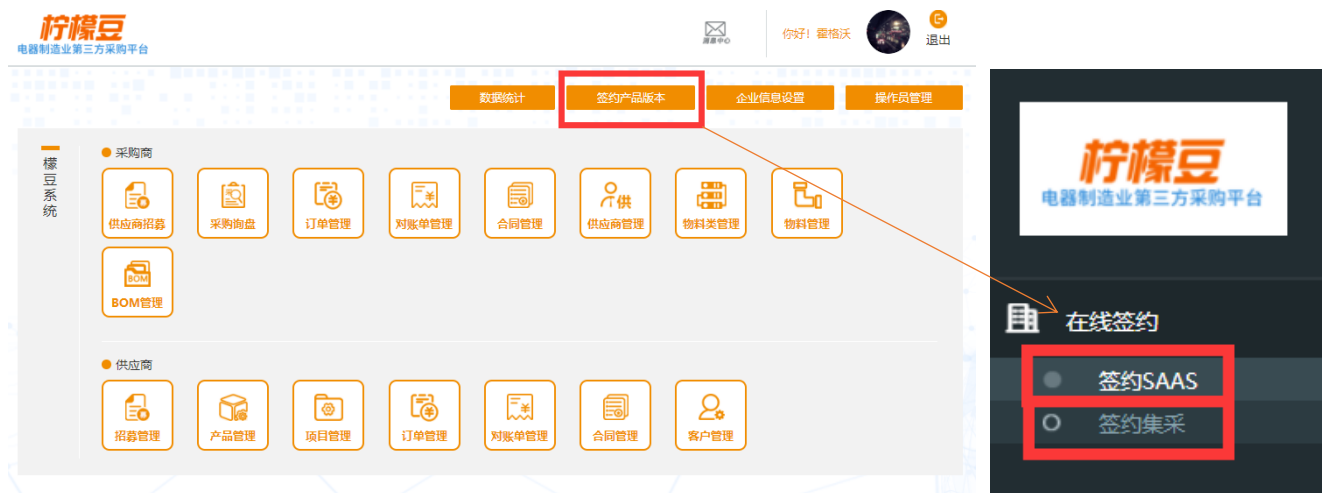 柠檬豆
电器制造业第三方采购平台
消息中心
你好！霍格沃
退出
数据统计
签约产品版本
企业信息设置
操作员管理
檬豆系统
采购商
供应商招募
采购询盘
订单管理
对账单管理
合同管理
供
供应商管理
物料类管理
物料管理
BOM
BOM管理
供应商
招募管理
产品管理
项目管理
订单管理
对账单管理
合同管理
客户管理
柠檬豆
电器制造业第三方采购平台
在线签约
签约SAAS
签约集采